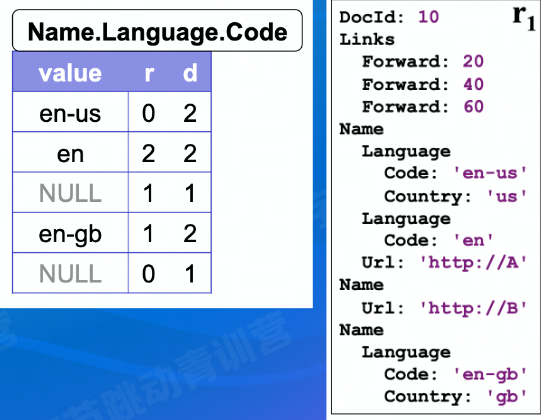 Name.Language.Code
value r d
en-us 0 2
en 2 2
NULL 1 1
en-gb 1 2
NULL 0 1
DocId: 10 r1
Links
Forward: 20
Forward: 40
Forward: 60
Name
Language
Code: 'en-us'
Country: 'us'
Language
Code: 'en'
Url: 'http://A'
Name
Url: 'http://B'
Name
Language
Code: 'en-gb'
Country: 'gb'
跳动青训营